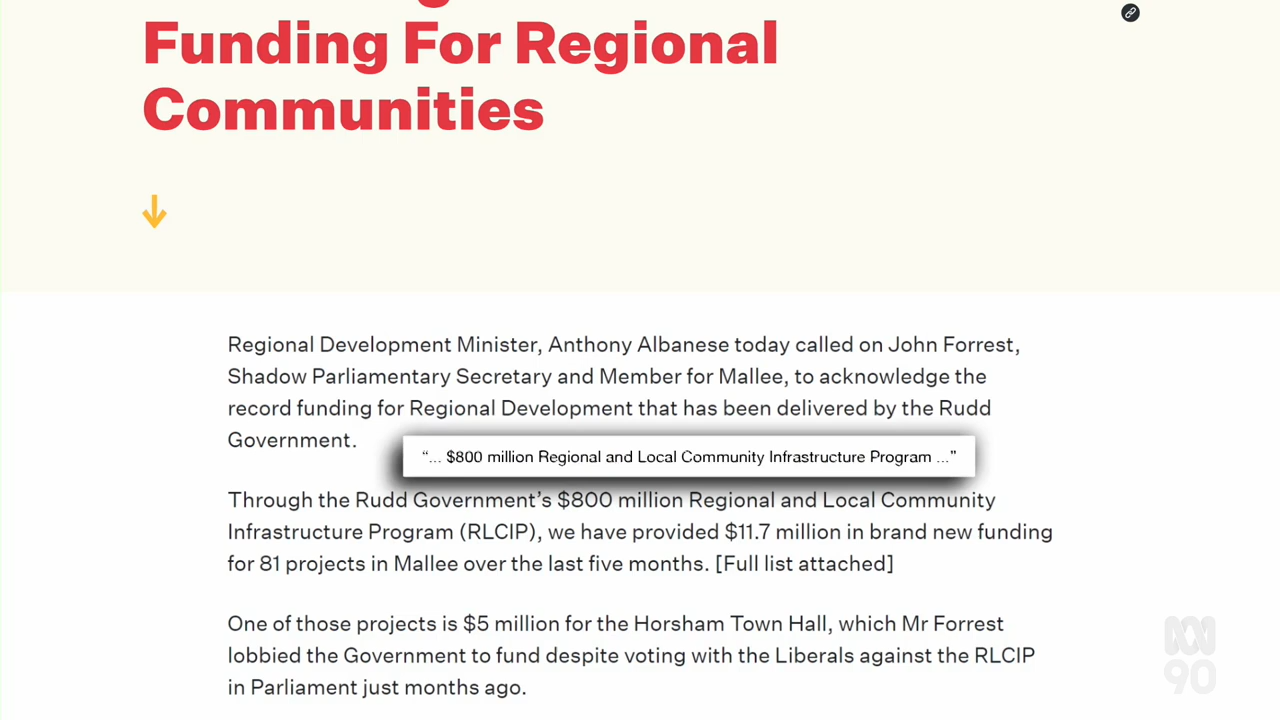 Funding For Regional
Communities
Regional Development Minister, Anthony Albanese today called on John Forrest,
Shadow Parliamentary Secretary and Member for Mallee, to acknowledge the
record funding for Regional Development that has been delivered by the Rudd
Government.
“... $800 million Regional and Local Community Infrastructure Program ...”
Through the Rudd Government’s $800 million Regional and Local Community
Infrastructure Program (RLCIP), we have provided $11.7 million in brand new funding
for 81 projects in Mallee over the last five months. [Full list attached]
One of those projects is $5 million for the Horsham Town Hall, which Mr Forrest
lobbied the Government to fund despite voting with the Liberals against the RLCIP
in Parliament just months ago.
90